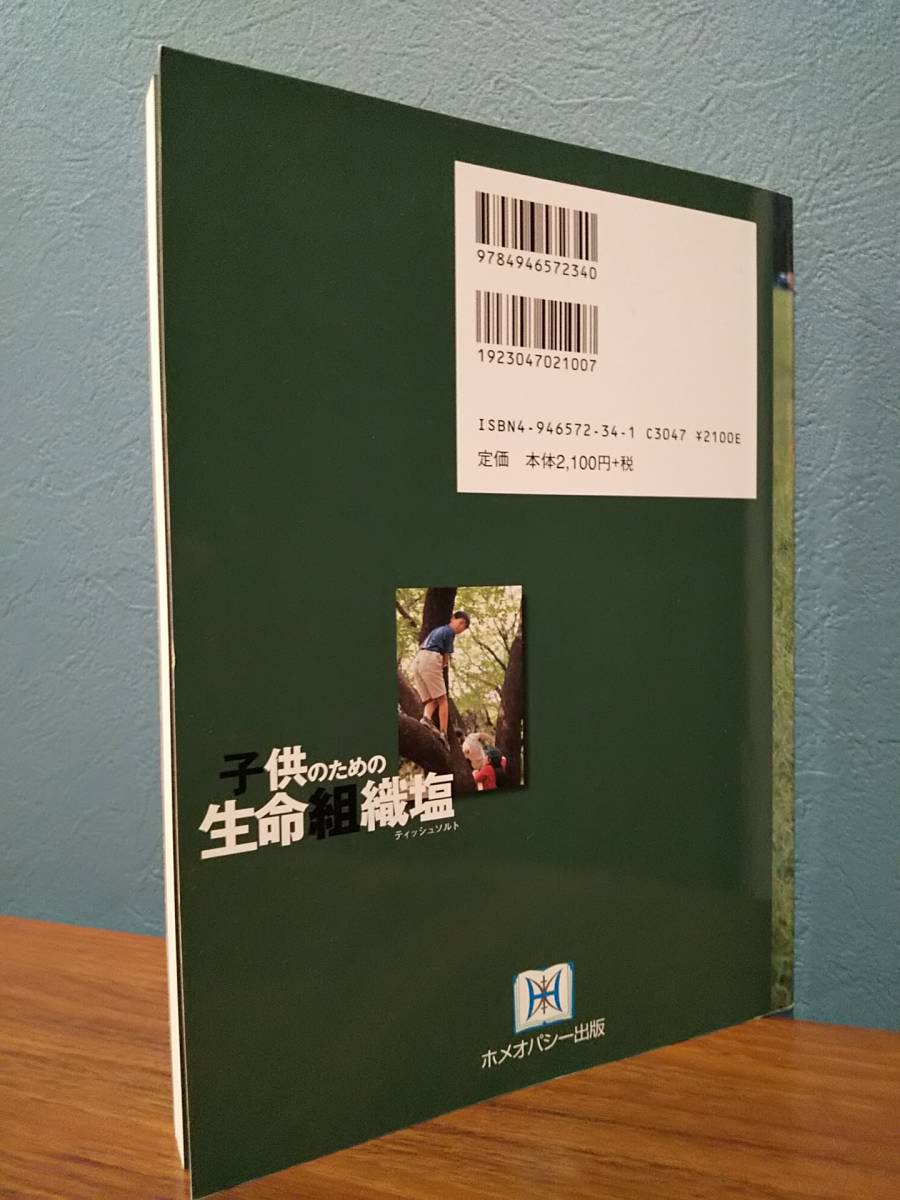 9784946572340
1923047021007
ISBN4-946572-34-1 C3047 ¥2100E
定価 本体2,100円+税
子供のための
生命組織塩
ティッシュソルト
ホメオパシー出版